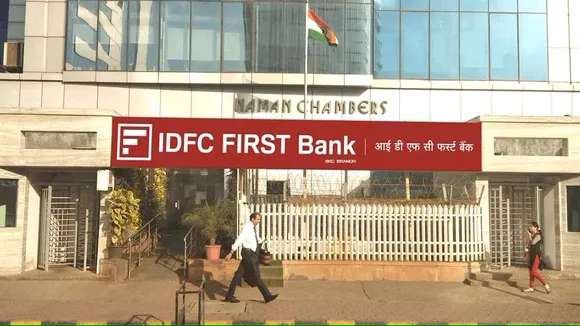 NAMAN CHAMBERS
IDFC FIRST Bank | आई डी एफ सी फर्स्ट बैंक
BKC BRANCH